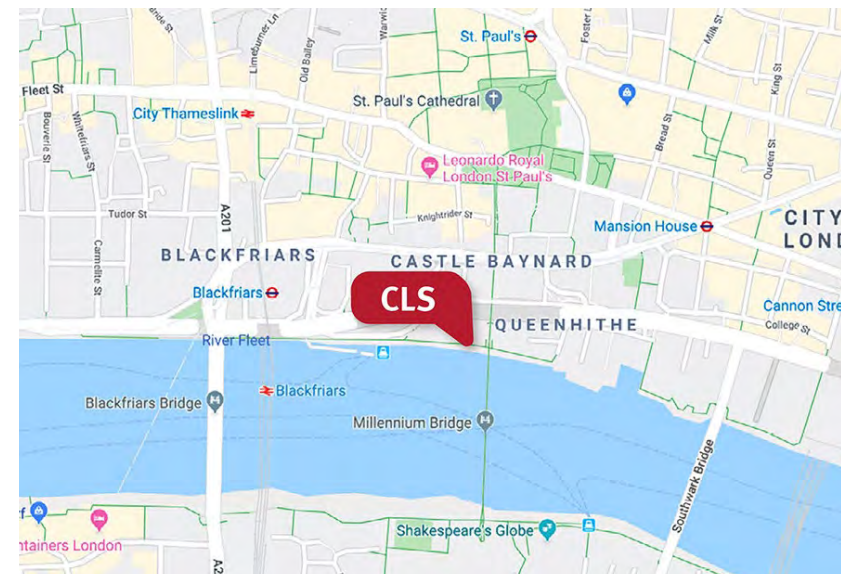 St. Paul's
Milk St
Foster L
Old Bailey
Limeburner Ln
King St
Fleet St
St. Paul's Cathedral
City Thameslink
Bouverie St
Whitefriars St
Bread St
Queen St
Leonardo Royal
London St Paul's
Tudor St
A201
Knightrider St
Mansion House
CITY
LOND
Carmelite St
BLACKFRIARS
CASTLE BAYNARD
Blackfriars
CLS
Cannon Stre
QUEENHITHE
College St
River Fleet
Blackfriars
Blackfriars Bridge
Millennium Bridge
Southwark Bridge
Shakespeare's Globe
ntainers London
A2